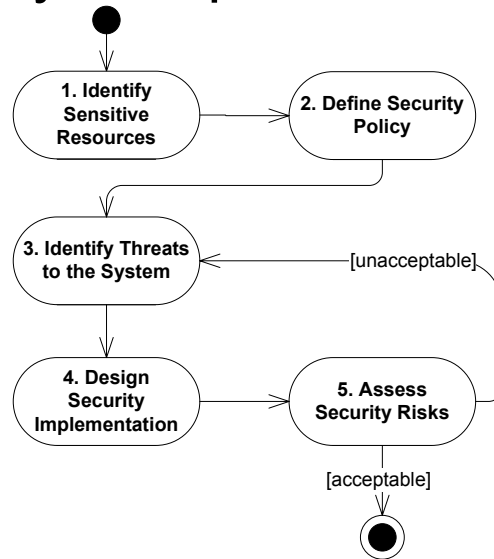 1. Identify
Sensitive
Resources
2. Define Security
Policy
3. Identify Threats
to the System
[unacceptable]
4. Design
Security
Implementation
5. Assess
Security Risks
[acceptable]